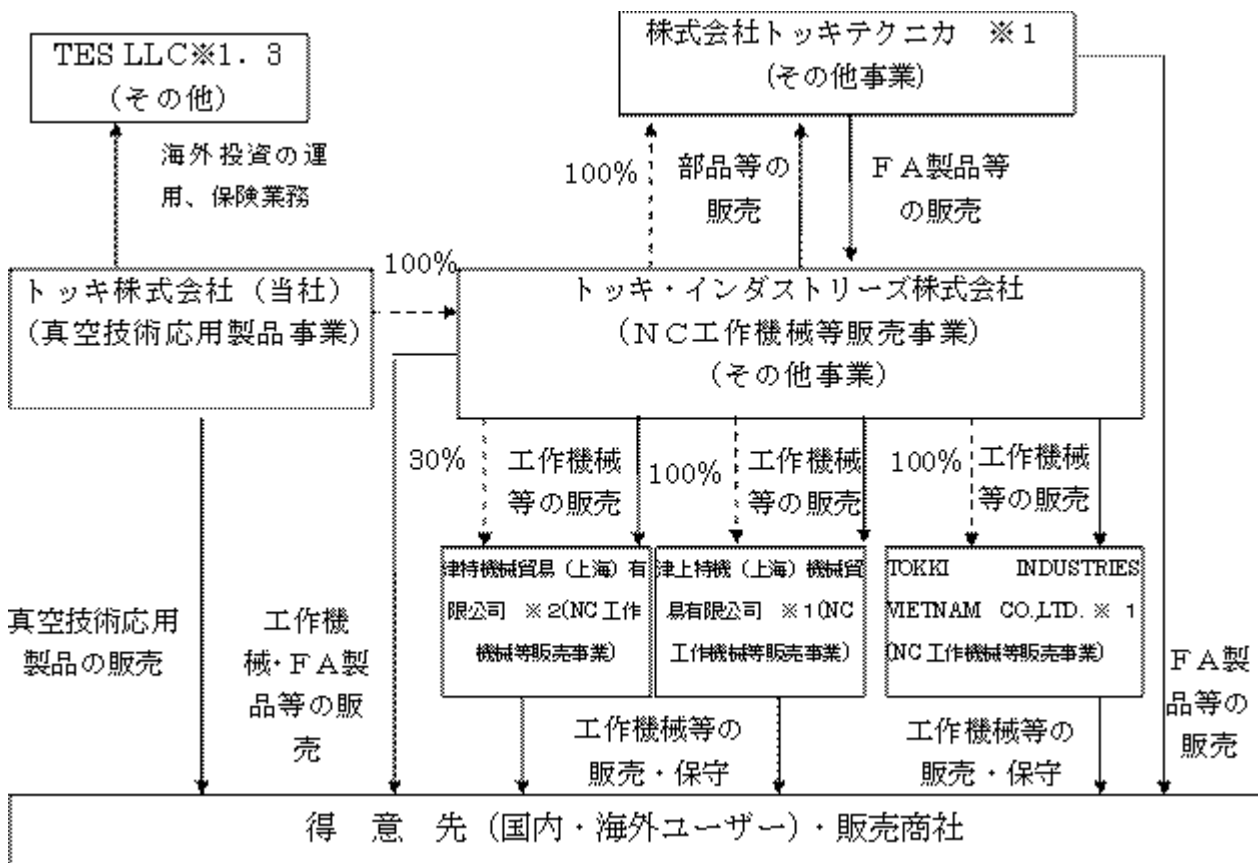 TES LLC※1．3
（その他）
株式会社トッキテクニカ　※1
（その他事業）
海外投資の運
用、保険業務
100%
部品等の
販売
ＦＡ製品等
の販売
トッキ株式会社（当社）
（真空技術応用製品事業）
100%
トッキ・インダストリーズ株式会社
（ＮＣ工作機械等販売事業）
（その他事業）
30%
工作機械
等の販売
100%
工作機械
等の販売
100%
工作機械
等の販売
津特機械貿易（上海）有
限公司　※2(NC工作
機械等販売事業)
津上特機（上海）機械貿
易有限公司　※1(NC
工作機械等販売事業)
TOKKI INDUSTRIES
VIETNAM CO.,LTD.※ 1
(NC工作機械等販売事業)
真空技術応用
製品の販売
工作機
械・ＦＡ製
品等の販
売
工作機械等の
販売・保守
工作機械等の
販売・保守
ＦＡ製
品等の
販売
得　意　先（国内・海外ユーザー）・販売商社